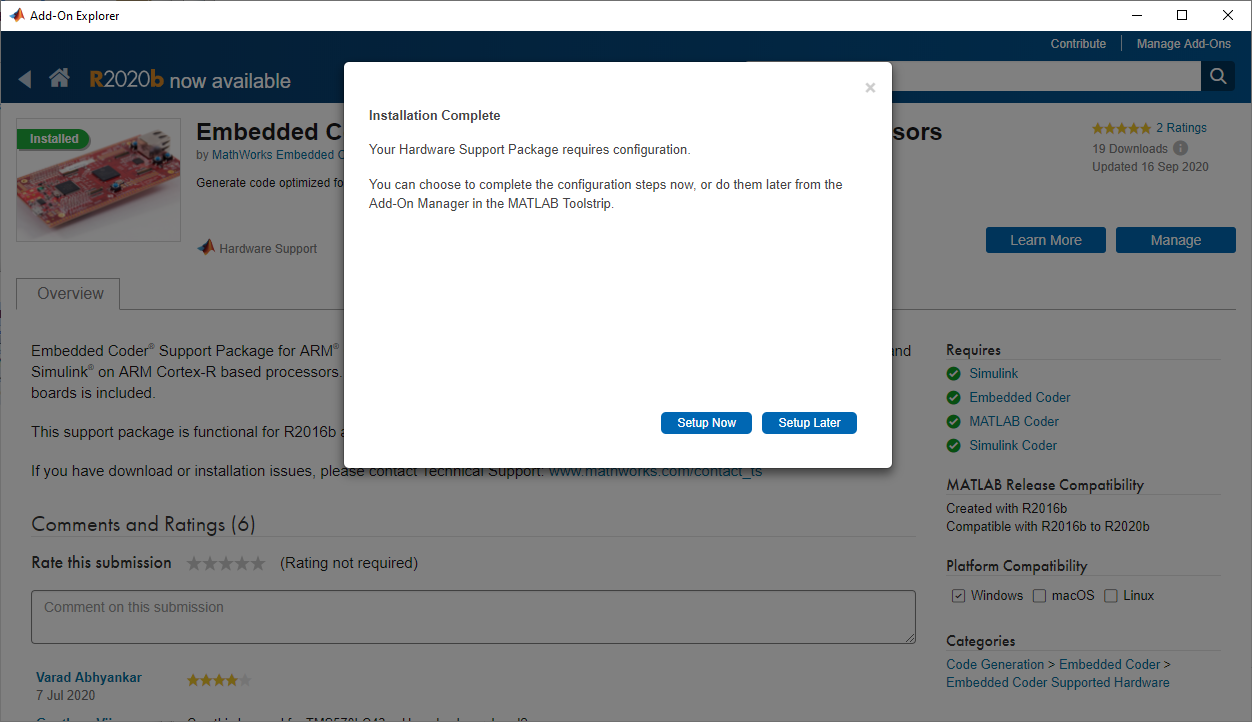 Add-On Explorer
Contribute | Manage Add-Ons
R2020b now available
Installed
Embedded C
sors
by MathWorks Embedded C
Generate code optimized fo
Hardware Support
2 Ratings
19 Downloads
Updated 16 Sep 2020
Learn More
Manage
×
Installation Complete
Your Hardware Support Package requires configuration.
You can choose to complete the configuration steps now, or do them later from the
Add-On Manager in the MATLAB Toolstrip.
Setup Now
Setup Later
Overview
Embedded Coder® Support Package for ARM® and
Simulink® on ARM Cortex-R based processors.
boards is included.
This support package is functional for R2016b
If you have download or installation issues, please contact Technical Support: www.mathworks.com/contact_ts
Comments and Ratings (6)
Rate this submission (Rating not required)
Comment on this submission
Varad Abhyankar
7 Jul 2020
Requires
Simulink
Embedded Coder
MATLAB Coder
Simulink Coder
MATLAB Release Compatibility
Created with R2016b
Compatible with R2016b to R2020b
Platform Compatibility
Windows macOS Linux
Categories
Code Generation > Embedded Coder >
Embedded Coder Supported Hardware